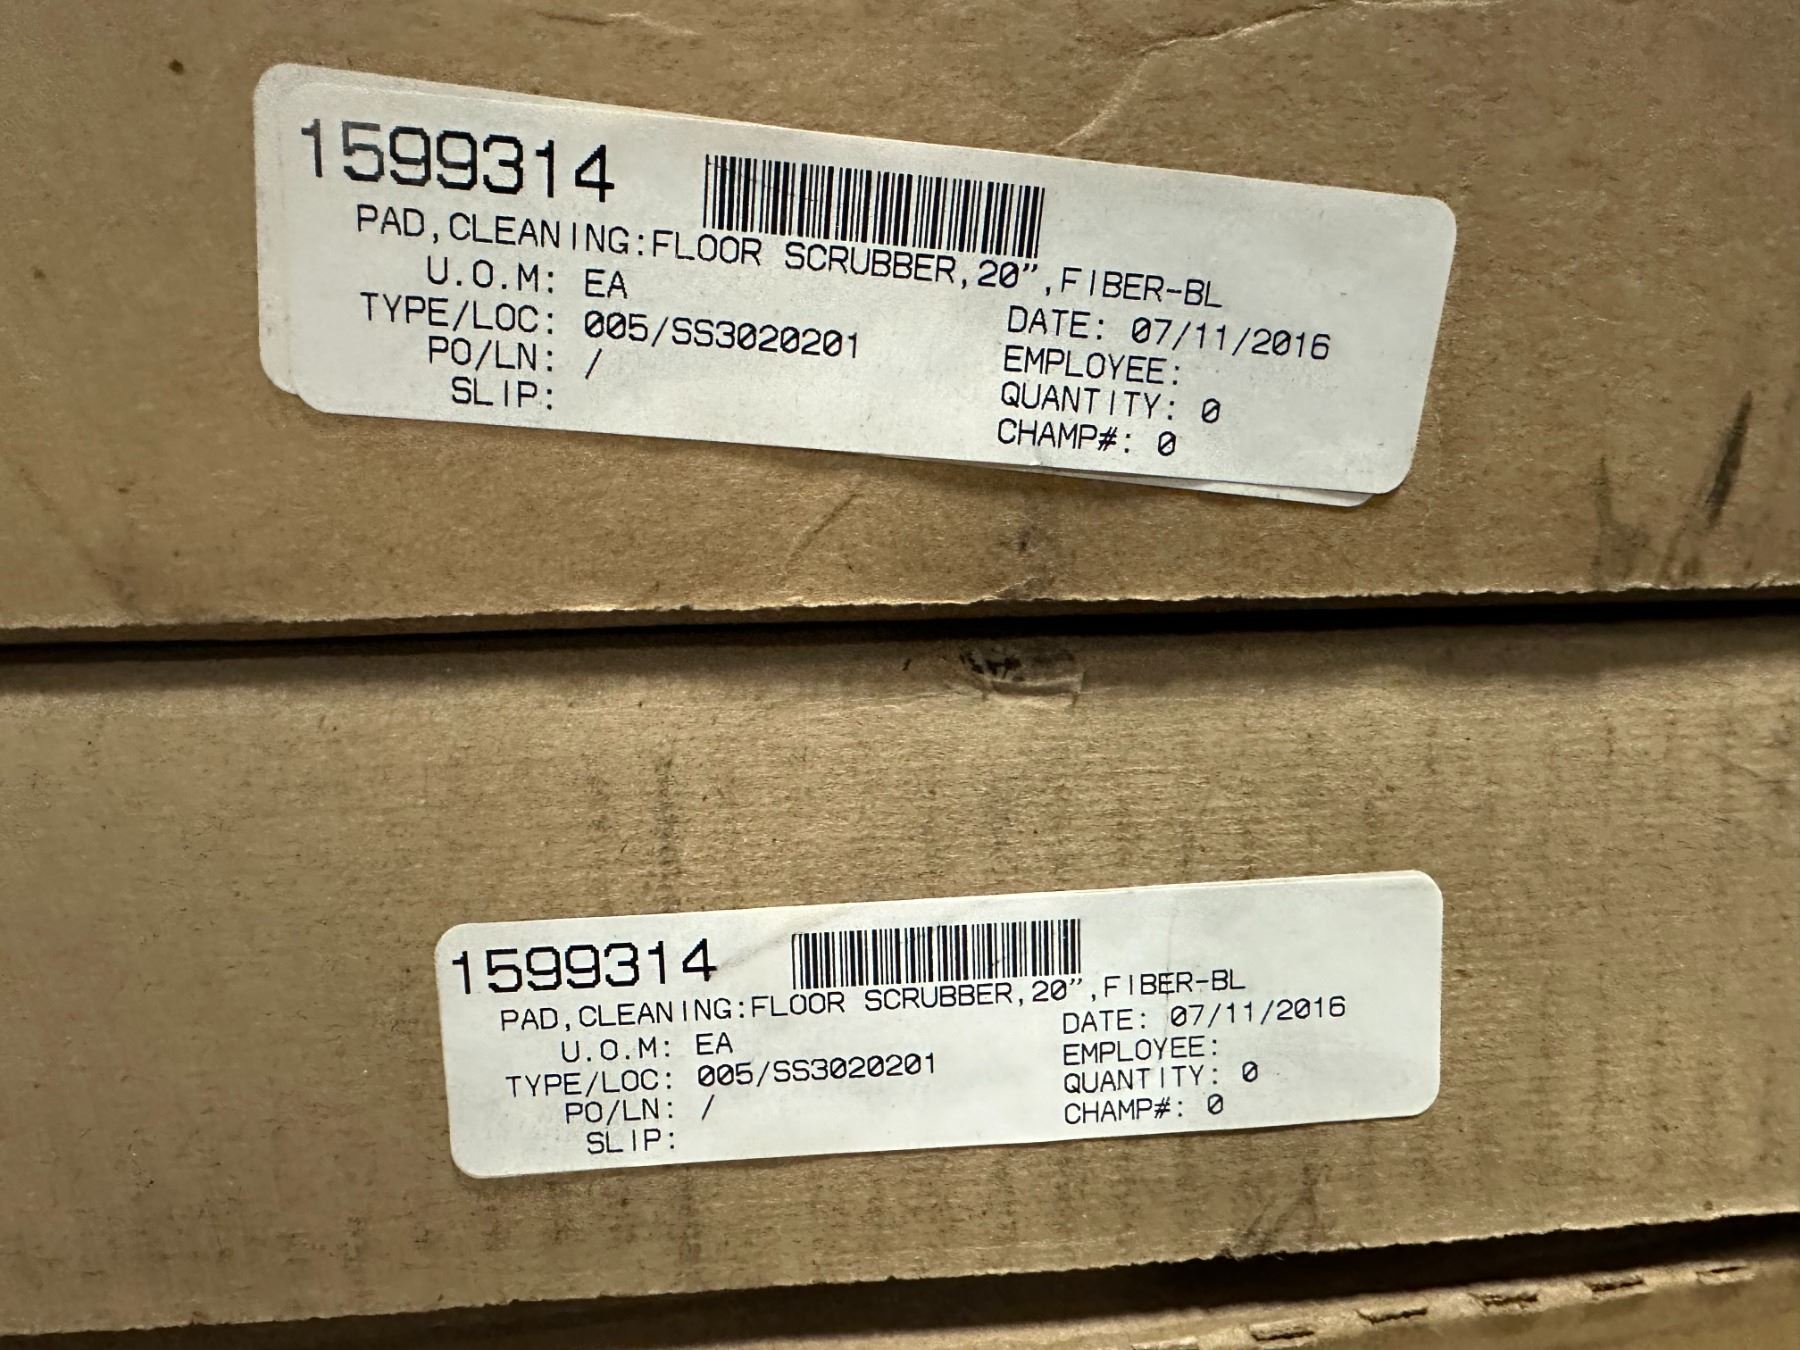 1599314
PAD,CLEANING:FLOOR SCRUBBER,20",FIBER-BL
U.O.M: EA
TYPE/LOC: 005/SS3020201
PO/LN: /
SLIP:
DATE: 07/11/2016
EMPLOYEE:
QUANTITY: 0
CHAMP#: 0
1599314
PAD,CLEANING:FLOOR SCRUBBER,20",FIBER-BL
U.O.M: EA
TYPE/LOC: 005/SS3020201
PO/LN: /
SLIP:
DATE: 07/11/2016
EMPLOYEE:
QUANTITY: 0
CHAMP#: 0